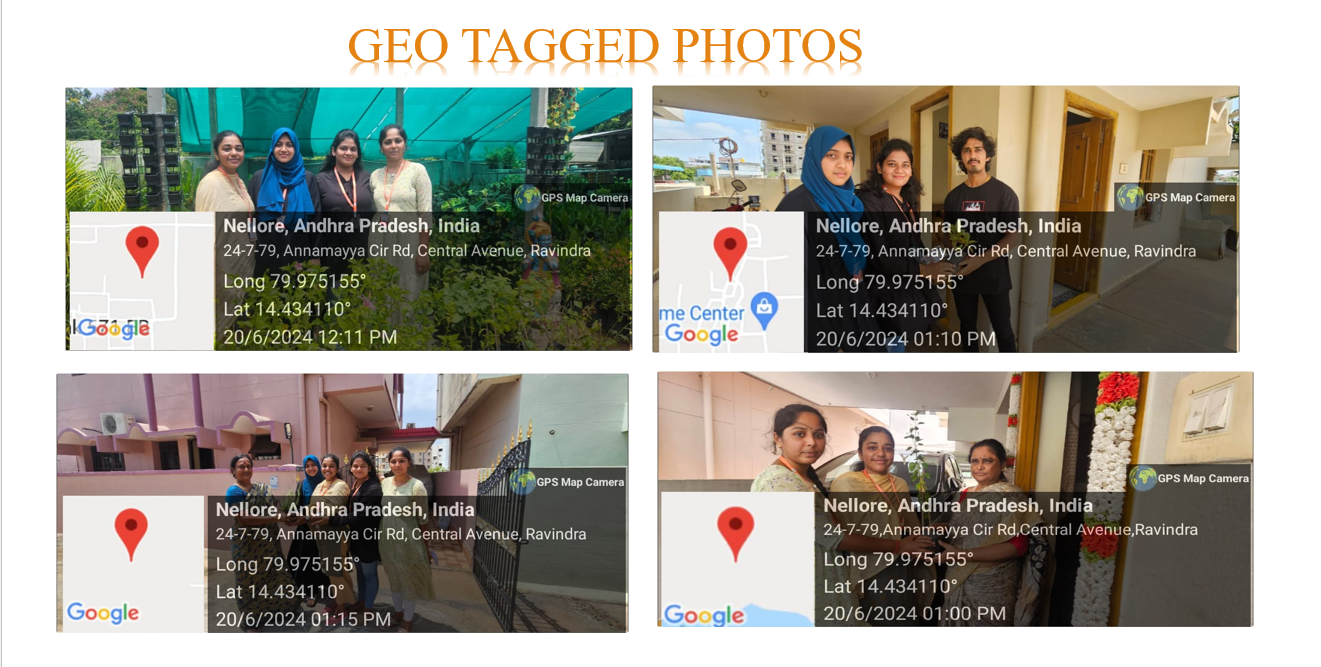 GEO TAGGED PHOTOS
GPS Map Camera
Nellore, Andhra Pradesh, India
24-7-79, Annamayya Cir Rd, Central Avenue, Ravindra
Long 79.975155°
Lat 14.434110°
20/6/2024 12:11 PM
Google
GPS Map Camera
Nellore, Andhra Pradesh, India
24-7-79, Annamayya Cir Rd, Central Avenue, Ravindra
Long 79.975155°
Lat 14.434110°
20/6/2024 01:10 PM
me Center
Google
GPS Map Camera
Nellore, Andhra Pradesh, India
24-7-79, Annamayya Cir Rd, Central Avenue, Ravindra
Long 79.975155°
Lat 14.434110°
20/6/2024 01:15 PM
Google
GPS Map Camera
Nellore, Andhra Pradesh, India
24-7-79,Annamayya Cir Rd,Central Avenue,Ravindra
Long 79.975155°
Lat 14.434110°
20/6/2024 01:00 PM
Google